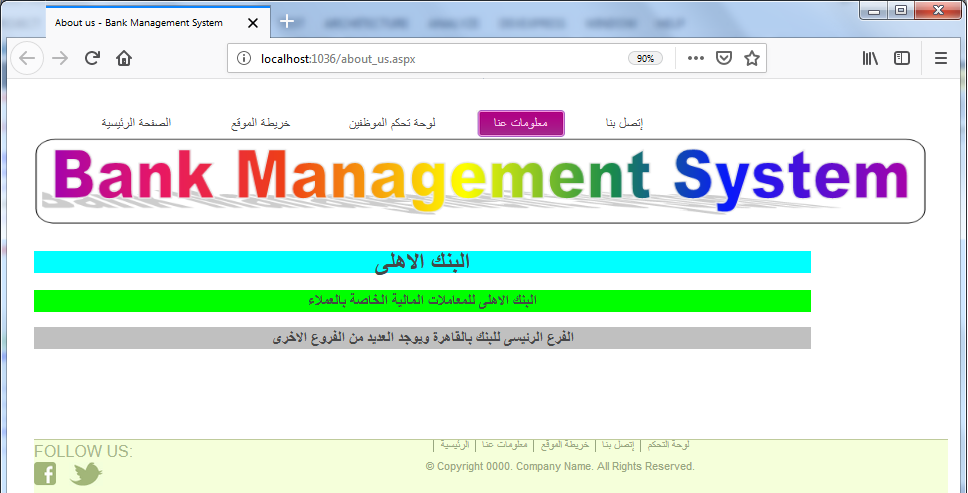 About us - Bank Management System
localhost:1036/about_us.aspx
90%
الصفحة الرئيسية
خريطة الموقع
لوحة تحكم الموظفين
معلومات عنا
إتصل بنا
Bank Management System
البنك الاهلى
البنك الاهلى للمعاملات المالية الخاصة بالعملاء
الفرع الرئيسى للبنك بالقاهرة ويوجد العديد من الفروع الاخرى
FOLLOW US:
الرئيسية | معلومات عنا | خريطة الموقع | إتصل بنا | لوحة التحكم
© Copyright 0000. Company Name. All Rights Reserved.